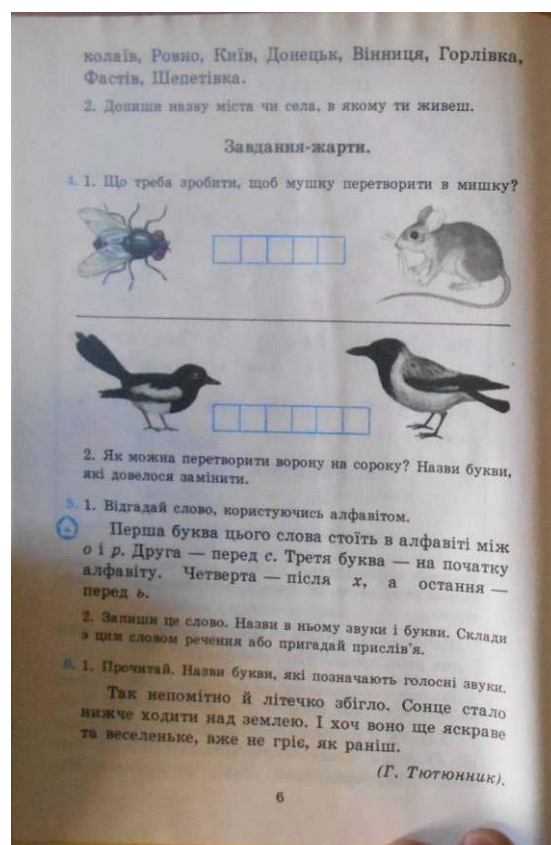 колаїв, Ровно, Київ, Донецьк, Вінниця, Горлівка,
Фастів, Шепетівка.
2. Допиши назву міста чи села, в якому ти живеш.
Завдання-жарти.
4. 1. Що треба зробити, щоб мушку перетворити в мишку?
2. Як можна перетворити ворону на сороку? Назви букви,
які довелося замінити.
5. 1. Відгадай слово, користуючись алфавітом.
Перша буква цього слова стоїть в алфавіті між
о і р. Друга — перед с. Третя буква — на початку
алфавіту. Четверта — після х, а остання —
перед ь.
2. Запиши це слово. Назви в ньому звуки і букви. Склади
з цим словом речення або пригадай прислів'я.
6. 1. Прочитай. Назви букви, які позначають голосні звуки.
Так непомітно й літечко збігло. Сонце стало
нижче ходити над землею. І хоч воно ще яскраве
та веселеньке, вже не гріє, як раніш.
(Г. Тютюнник).
6